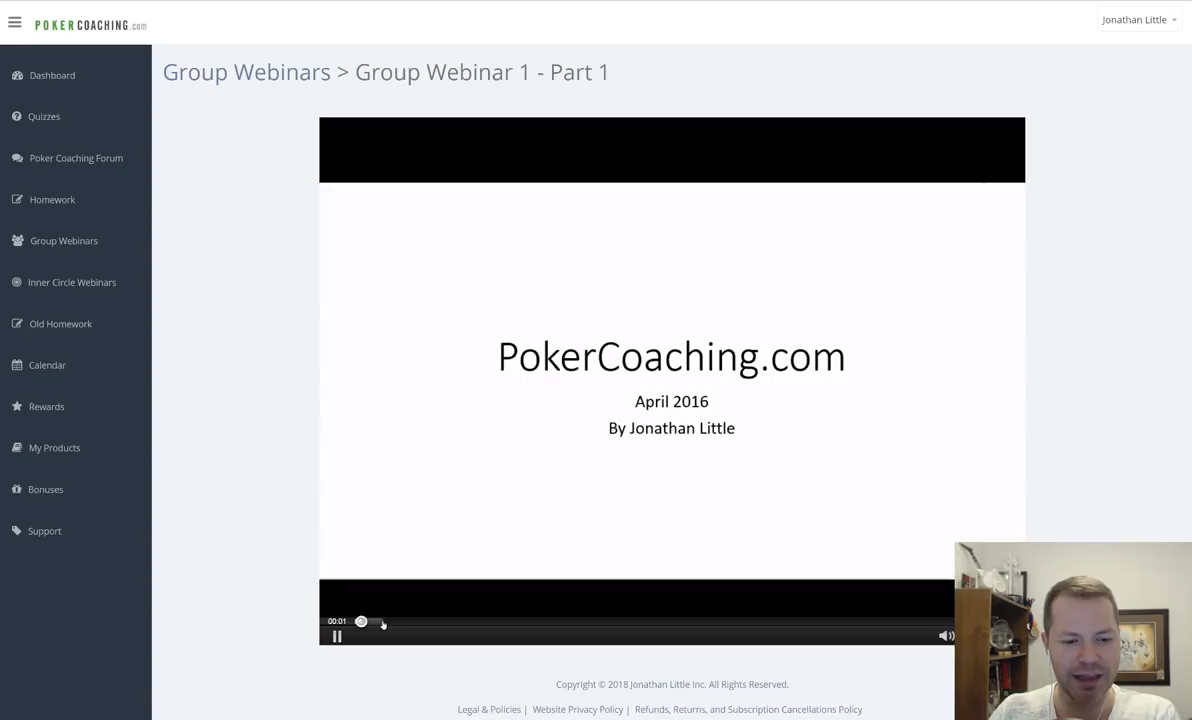 POKERCOACHING.com
Jonathan Little
Dashboard
Quizzes
Poker Coaching Forum
Homework
Group Webinars
Inner Circle Webinars
Old Homework
Calendar
Rewards
My Products
Bonuses
Support
Group Webinars > Group Webinar 1 - Part 1
PokerCoaching.com
April 2016
By Jonathan Little
00:01
Copyright © 2018 Jonathan Little Inc. All Rights Reserved.
Legal & Policies | Website Privacy Policy | Refunds, Returns, and Subscription Cancellations Policy